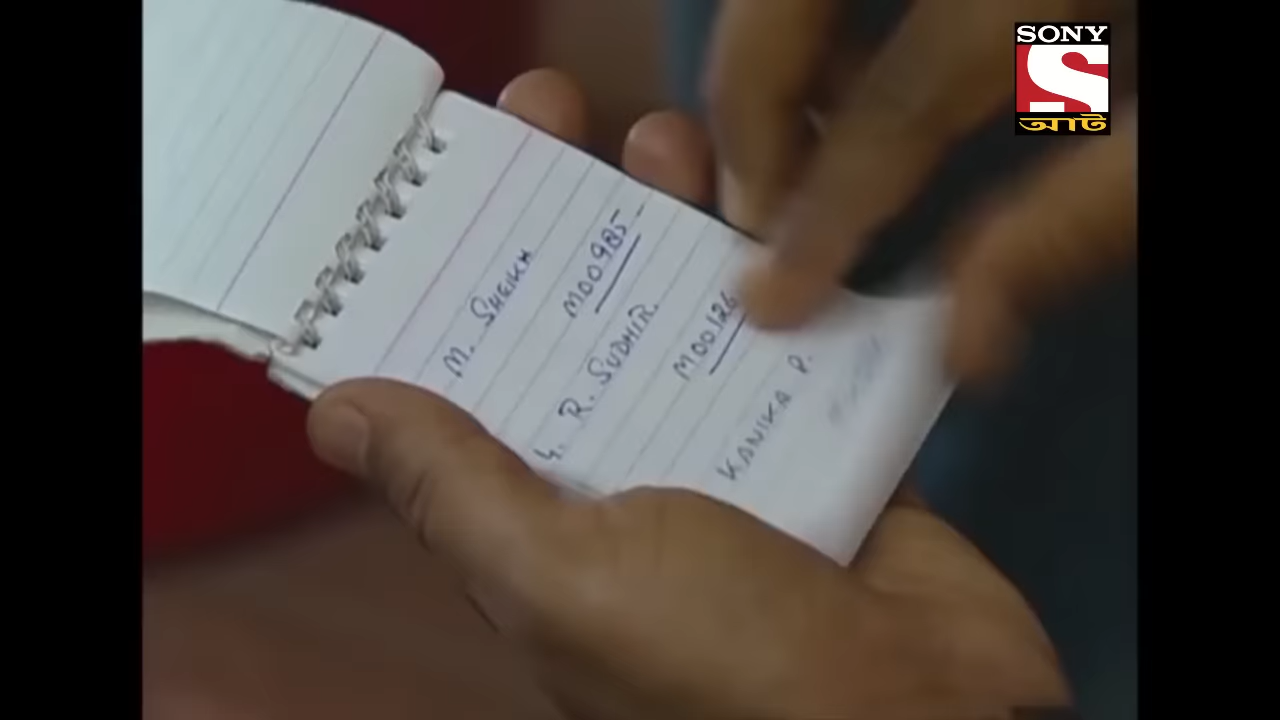 SONY
S
আট
M. SHEIKH
M00985
4. R. SUDHIR.
M00126
KANIKA P.